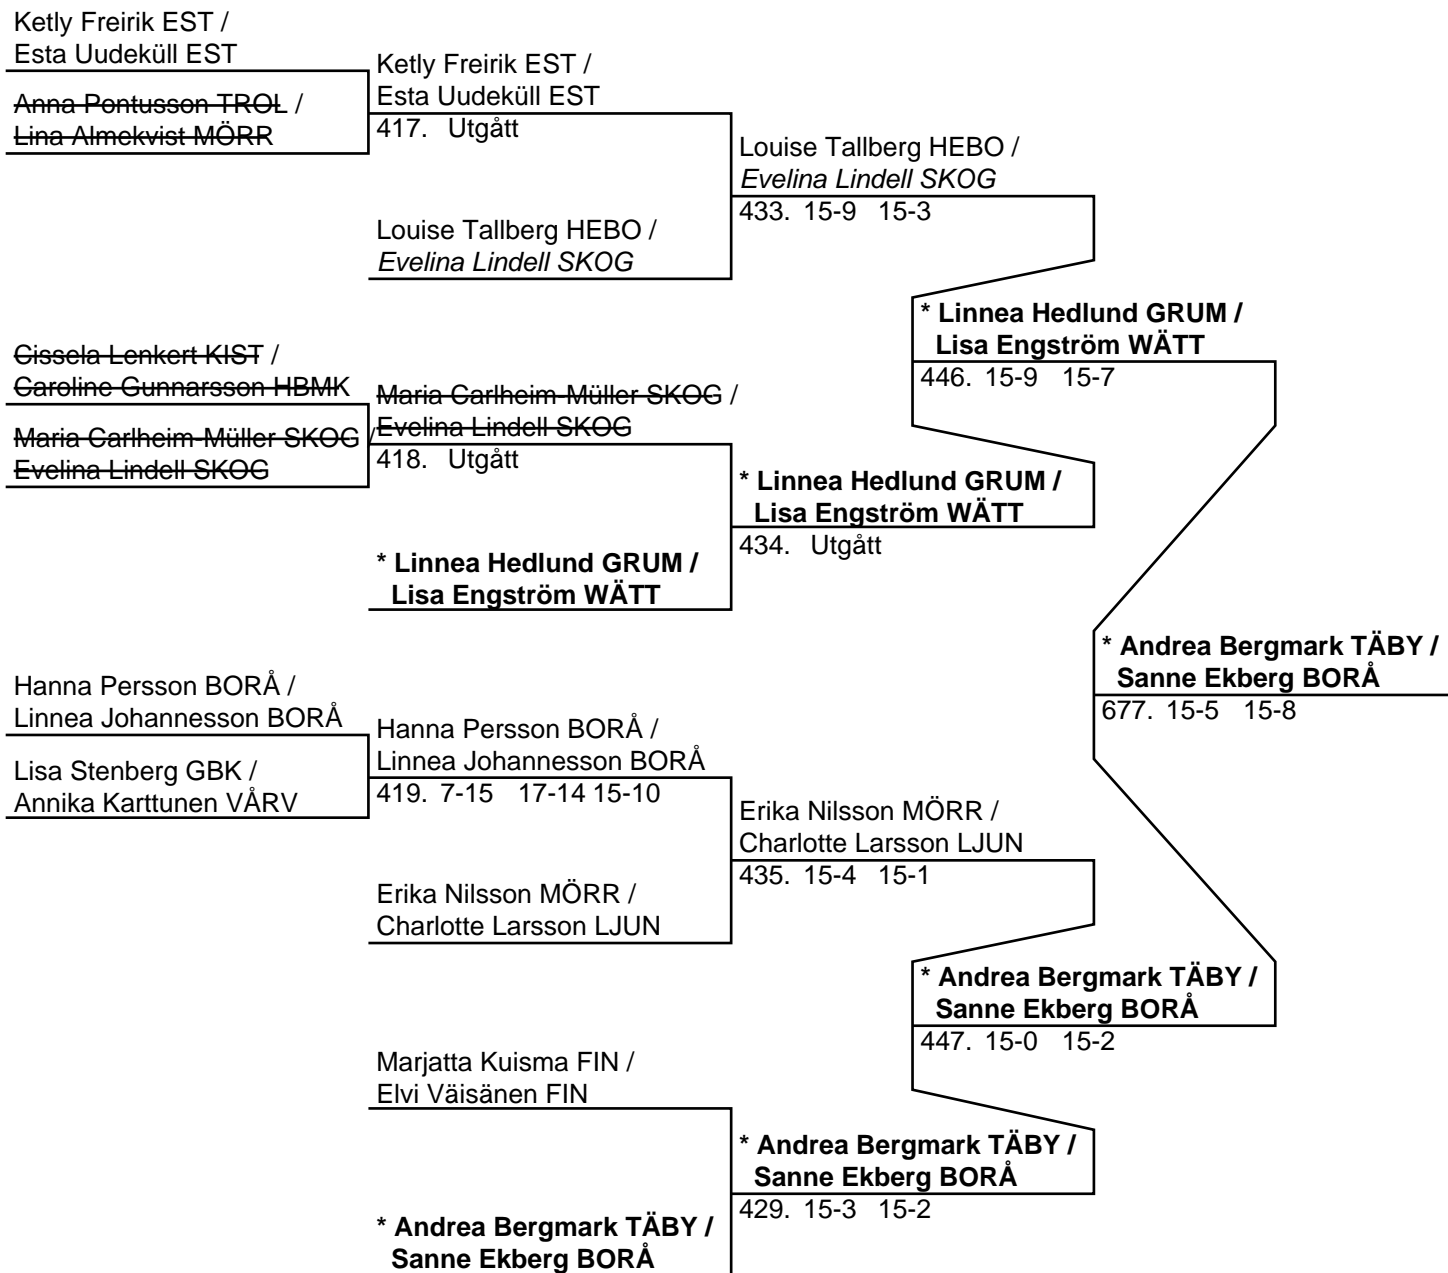 Ketly Freirik EST /
Esta Uudeküll EST
Anna Pontusson TROL /
Lina Almekvist MÖRR
Ketly Freirik EST /
Esta Uudeküll EST
417. Utgått
Louise Tallberg HEBO /
Evelina Lindell SKOG
Louise Tallberg HEBO /
Evelina Lindell SKOG
433. 15-9 15-3
Cissela Lenkert KIST /
Caroline Gunnarsson HBMK
Maria Carlheim-Müller SKOG /
Evelina Lindell SKOG
Maria Carlheim-Müller SKOG /
Evelina Lindell SKOG
418. Utgått
* Linnea Hedlund GRUM /
Lisa Engström WÄTT
* Linnea Hedlund GRUM /
Lisa Engström WÄTT
434. Utgått
* Linnea Hedlund GRUM /
Lisa Engström WÄTT
446. 15-9 15-7
Hanna Persson BORÅ /
Linnea Johannesson BORÅ
Lisa Stenberg GBK /
Annika Karttunen VÅRV
Hanna Persson BORÅ /
Linnea Johannesson BORÅ
419. 7-15 17-14 15-10
Erika Nilsson MÖRR /
Charlotte Larsson LJUN
Erika Nilsson MÖRR /
Charlotte Larsson LJUN
435. 15-4 15-1
Marjatta Kuisma FIN /
Elvi Väisänen FIN
* Andrea Bergmark TÄBY /
Sanne Ekberg BORÅ
* Andrea Bergmark TÄBY /
Sanne Ekberg BORÅ
429. 15-3 15-2
* Andrea Bergmark TÄBY /
Sanne Ekberg BORÅ
447. 15-0 15-2
* Andrea Bergmark TÄBY /
Sanne Ekberg BORÅ
677. 15-5 15-8